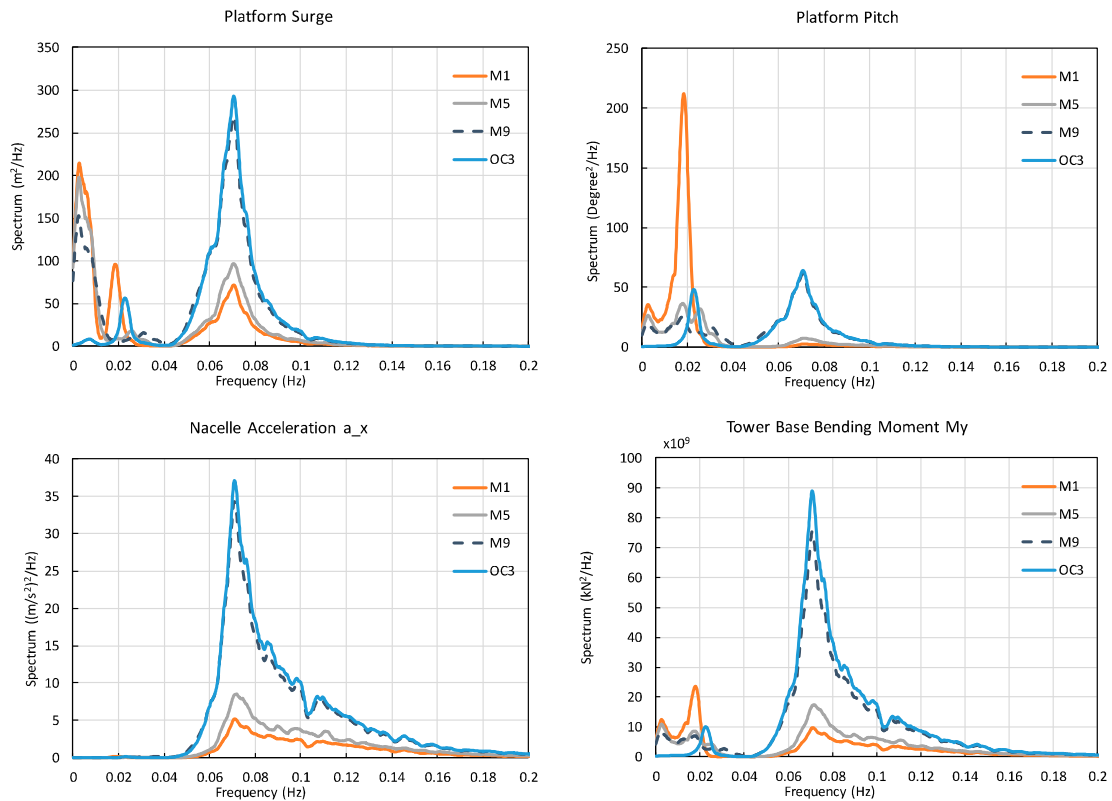 Platform Surge
350
300
250
200
150
100
50
0
Spectrum (m²/Hz)
M1
M5
M9
OC3
0 0.02 0.04 0.06 0.08 0.1 0.12 0.14 0.16 0.18 0.2
Frequency (Hz)
Platform Pitch
250
200
150
100
50
0
Spectrum (Degree²/Hz)
M1
M5
M9
OC3
0 0.02 0.04 0.06 0.08 0.1 0.12 0.14 0.16 0.18 0.2
Frequency (Hz)
Nacelle Acceleration a_x
40
35
30
25
20
15
10
5
0
Spectrum ((m/s²)²/Hz)
M1
M5
M9
OC3
0 0.02 0.04 0.06 0.08 0.1 0.12 0.14 0.16 0.18 0.2
Frequency (Hz)
Tower Base Bending Moment My
x10⁹
100
90
80
70
60
50
40
30
20
10
0
Spectrum (kN²/Hz)
M1
M5
M9
OC3
0 0.02 0.04 0.06 0.08 0.1 0.12 0.14 0.16 0.18 0.2
Frequency (Hz)